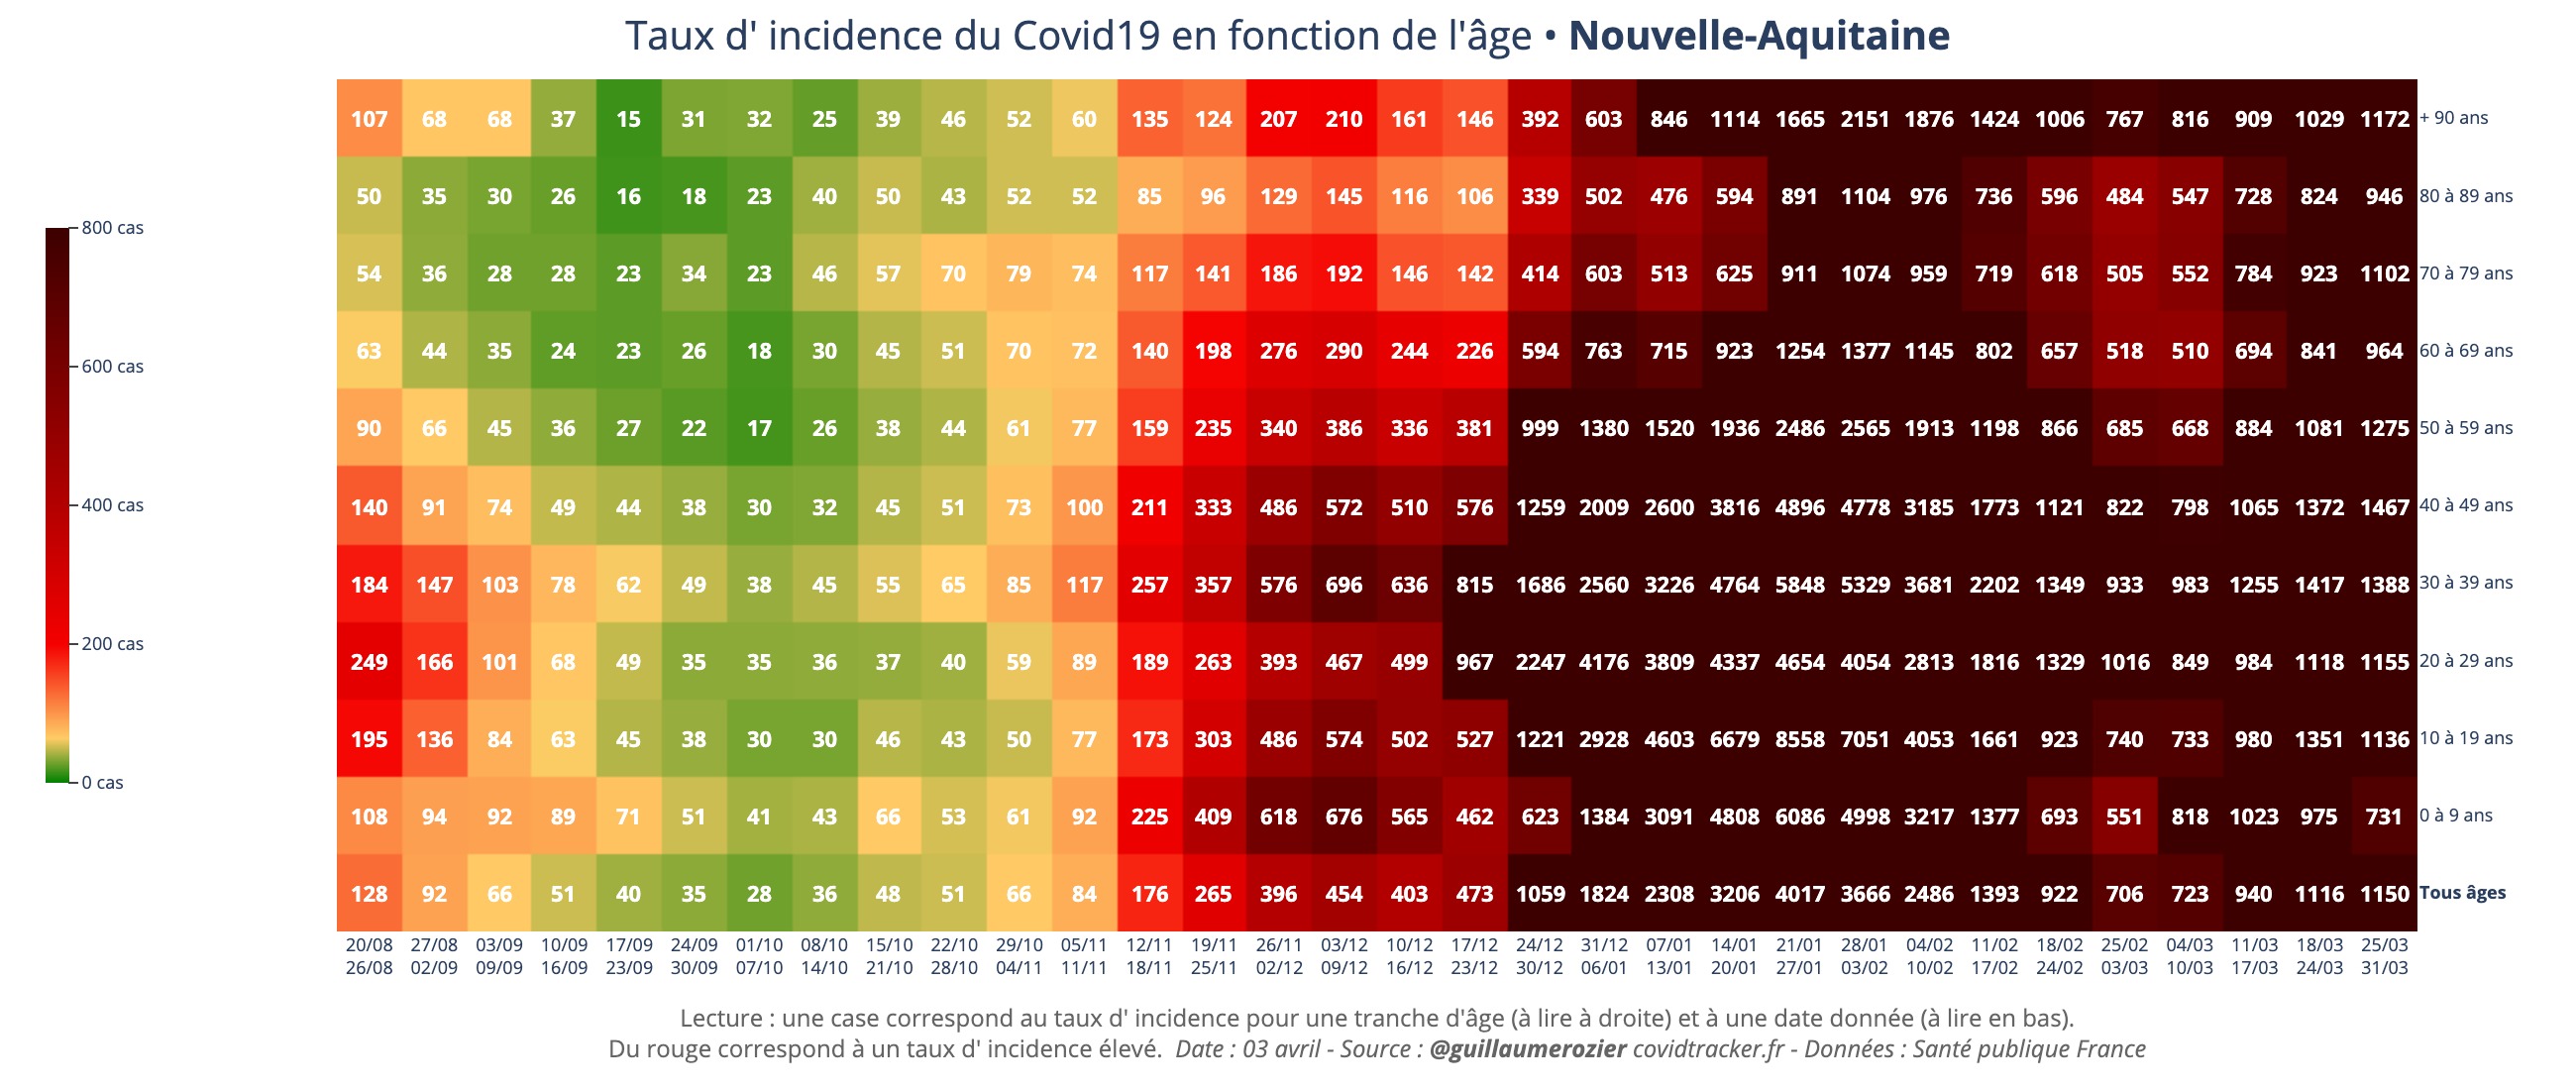 Taux d' incidence du Covid19 en fonction de l'âge • Nouvelle-Aquitaine
800 cas
600 cas
400 cas
200 cas
0 cas
107 68 68 37 15 31 32 25 39 46 52 60 135 124 207 210 161 146 392 603 846 1114 1665 2151 1876 1424 1006 767 816 909 1029 1172 + 90 ans
50 35 30 26 16 18 23 40 50 43 52 52 85 96 129 145 116 106 339 502 476 594 891 1104 976 736 596 484 547 728 824 946 80 à 89 ans
54 36 28 28 23 34 23 46 57 70 79 74 117 141 186 192 146 142 414 603 513 625 911 1074 959 719 618 505 552 784 923 1102 70 à 79 ans
63 44 35 24 23 26 18 30 45 51 70 72 140 198 276 290 244 226 594 763 715 923 1254 1377 1145 802 657 518 510 694 841 964 60 à 69 ans
90 66 45 36 27 22 17 26 38 44 61 77 159 235 340 386 336 381 999 1380 1520 1936 2486 2565 1913 1198 866 685 668 884 1081 1275 50 à 59 ans
140 91 74 49 44 38 30 32 45 51 73 100 211 333 486 572 510 576 1259 2009 2600 3816 4896 4778 3185 1773 1121 822 798 1065 1372 1467 40 à 49 ans
184 147 103 78 62 49 38 45 55 65 85 117 257 357 576 696 636 815 1686 2560 3226 4764 5848 5329 3681 2202 1349 933 983 1255 1417 1388 30 à 39 ans
249 166 101 68 49 35 35 36 37 40 59 89 189 263 393 467 499 967 2247 4176 3809 4337 4654 4054 2813 1816 1329 1016 849 984 1118 1155 20 à 29 ans
195 136 84 63 45 38 30 30 46 43 50 77 173 303 486 574 502 527 1221 2928 4603 6679 8558 7051 4053 1661 923 740 733 980 1351 1136 10 à 19 ans
108 94 92 89 71 51 41 43 66 53 61 92 225 409 618 676 565 462 623 1384 3091 4808 6086 4998 3217 1377 693 551 818 1023 975 731 0 à 9 ans
128 92 66 51 40 35 28 36 48 51 66 84 176 265 396 454 403 473 1059 1824 2308 3206 4017 3666 2486 1393 922 706 723 940 1116 1150 Tous âges
20/08 27/08 03/09 10/09 17/09 24/09 01/10 08/10 15/10 22/10 29/10 05/11 12/11 19/11 26/11 03/12 10/12 17/12 24/12 31/12 07/01 14/01 21/01 28/01 04/02 11/02 18/02 25/02 04/03 11/03 18/03 25/03
26/08 02/09 09/09 16/09 23/09 30/09 07/10 14/10 21/10 28/10 04/11 11/11 18/11 25/11 02/12 09/12 16/12 23/12 30/12 06/01 13/01 20/01 27/01 03/02 10/02 17/02 24/02 03/03 10/03 17/03 24/03 31/03
Lecture : une case correspond au taux d' incidence pour une tranche d'âge (à lire à droite) et à une date donnée (à lire en bas).
Du rouge correspond à un taux d' incidence élevé. Date : 03 avril - Source : @guillaumerozier covidtracker.fr - Données : Santé publique France